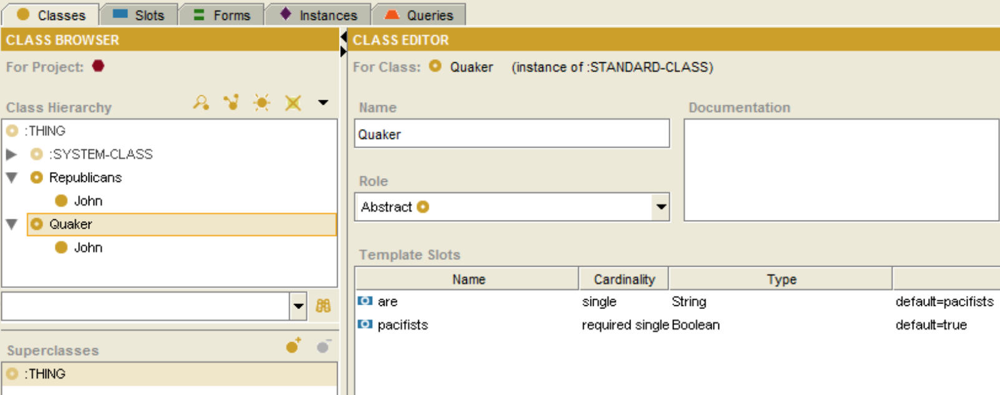 Classes Slots Forms Instances Queries
CLASS BROWSER
For Project:
Class Hierarchy
:THING
:SYSTEM-CLASS
Republicans
John
Quaker
John
Superclasses
:THING
CLASS EDITOR
For Class: Quaker (instance of :STANDARD-CLASS)
Name
Quaker
Documentation
Role
Abstract
Template Slots
Name Cardinality Type
are single String default=pacifists
pacifists required single Boolean default=true